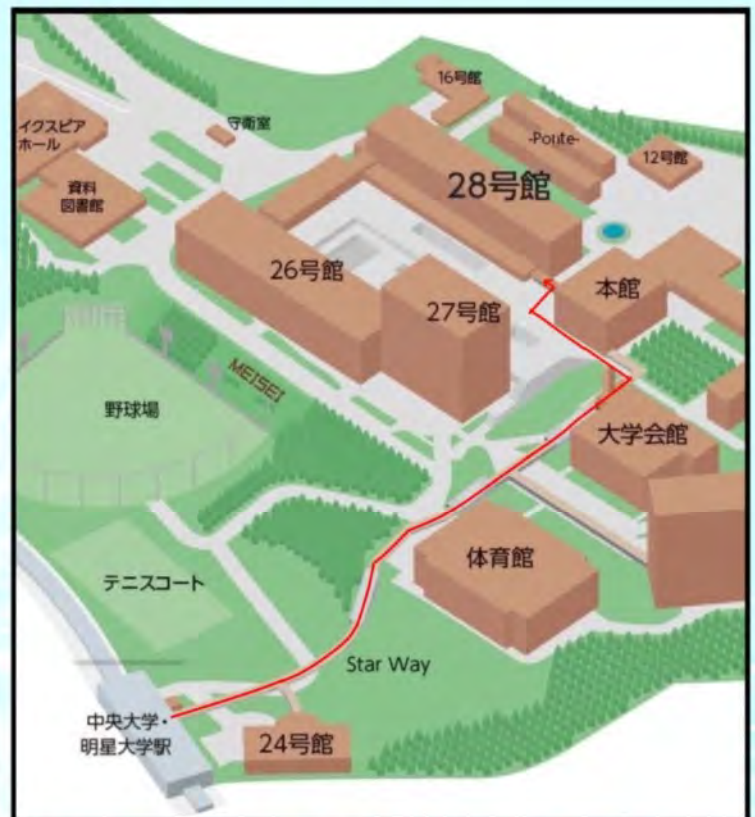 16号館
守衛室
イクスピア
ホール
-Porite-
12号館
28号館
資料
図書館
26号館
本館
27号館
MEISEI
野球場
大学会館
体育館
テニスコート
Star Way
中央大学・
明星大学駅
24号館